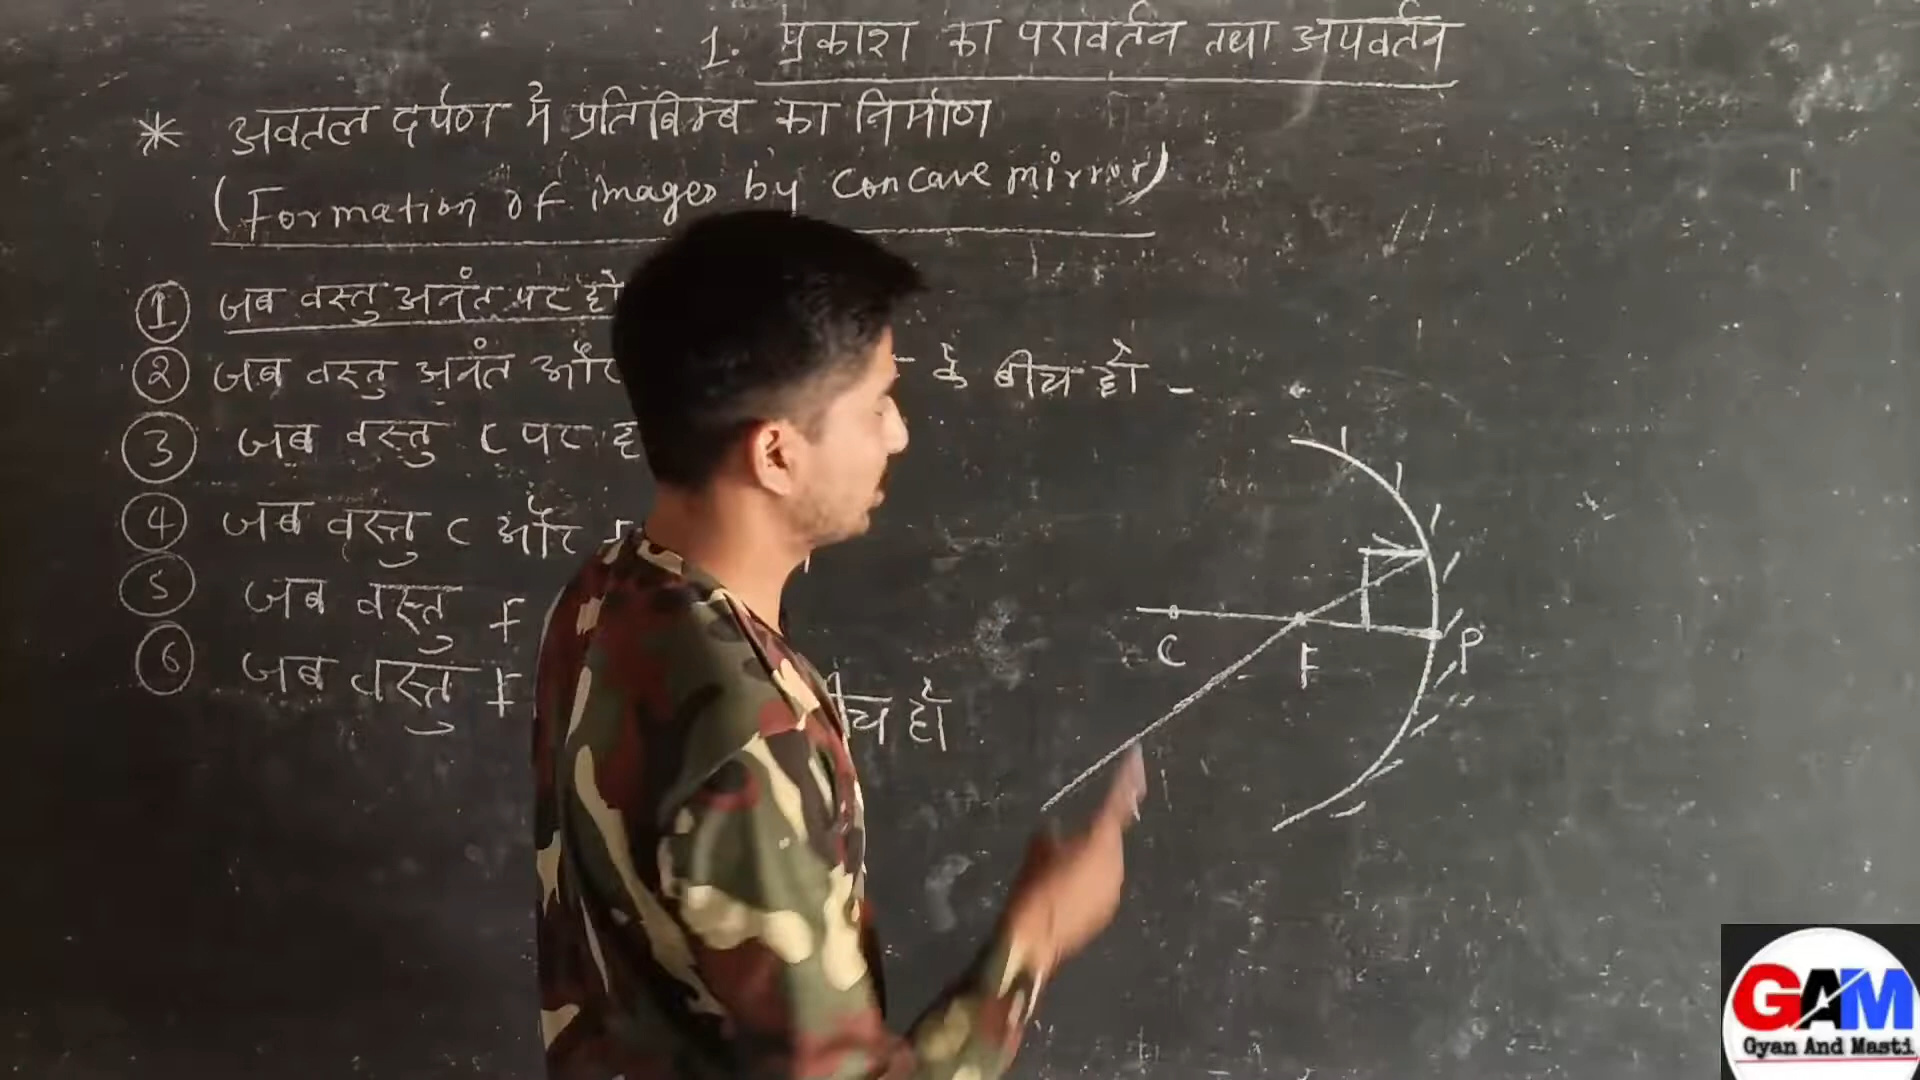 1. प्रकाश का परावर्तन तथा अपवर्तन
* अवतल दर्पण में प्रतिबिम्ब का निर्माण
(Formation of images by Concave mirror)
① जब वस्तु अनंत पर हो
② जब वस्तु अनंत और के बीच हो -
③ जब वस्तु C पर
④ जब वस्तु C और
⑤ जब वस्तु F
⑥ जब वस्तु F बीच हो
C F P
GAM
Gyan And Masti